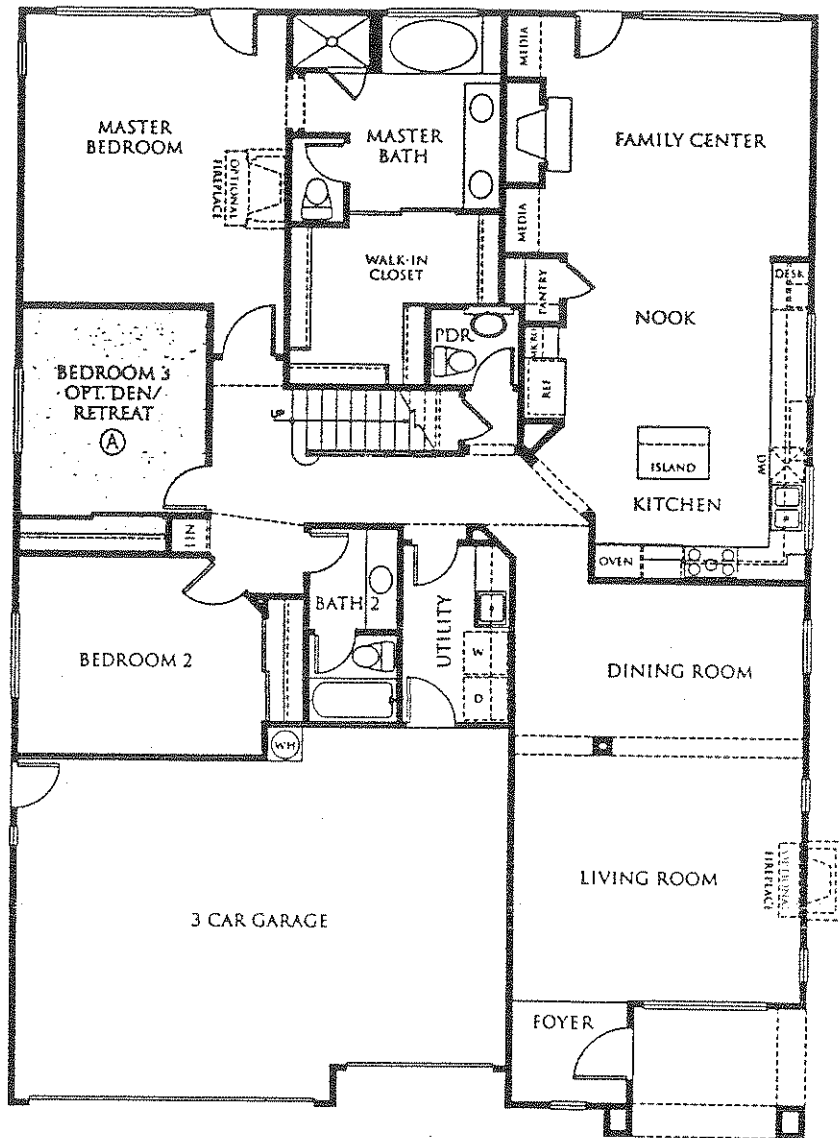 MEDIA
MASTER
BEDROOM
MASTER
BATH
FAMILY CENTER
OPTIONAL
FIREPLACE
MEDIA
WALK-IN
CLOSET
PANTRY
DESK
NOOK
PDR
BEDROOM 3
OPT. DEN/
RETREAT
A
REF
UP
ISLAND
DW
KITCHEN
LIN
OVEN
BATH 2
UTILITY
W
D
BEDROOM 2
DINING ROOM
WH
LIVING ROOM
OPTIONAL
FIREPLACE
3 CAR GARAGE
FOYER